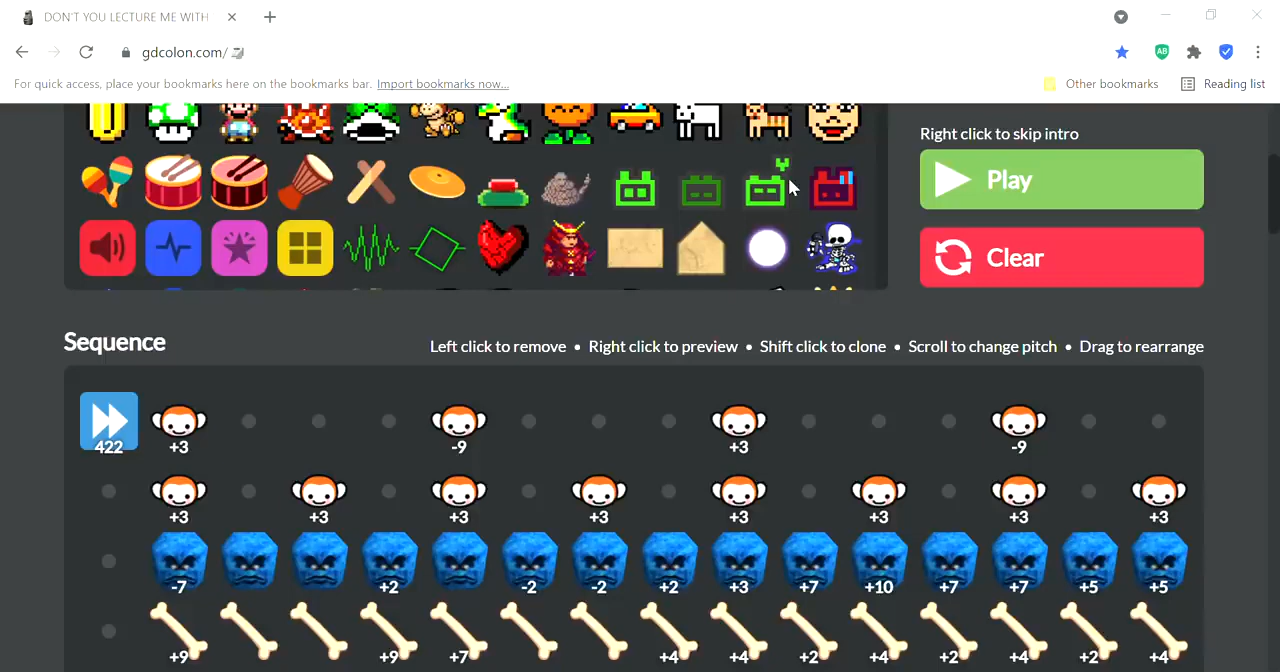 DON'T YOU LECTURE ME WITH
gdcolon.com/🗿
AB
For quick access, place your bookmarks here on the bookmarks bar. Import bookmarks now...
Other bookmarks
Reading list
Right click to skip intro
Play
Clear
Sequence
Left click to remove • Right click to preview • Shift click to clone • Scroll to change pitch • Drag to rearrange
422 +3 -9 +3 -9
+3 +3 +3 +3 +3 +3 +3 +3
-7 +2 -2 -2 +2 +3 +7 +10 +7 +7 +5 +5
+9 +9 +7 +4 +4 +2 +4 +2 +4 +2 +4